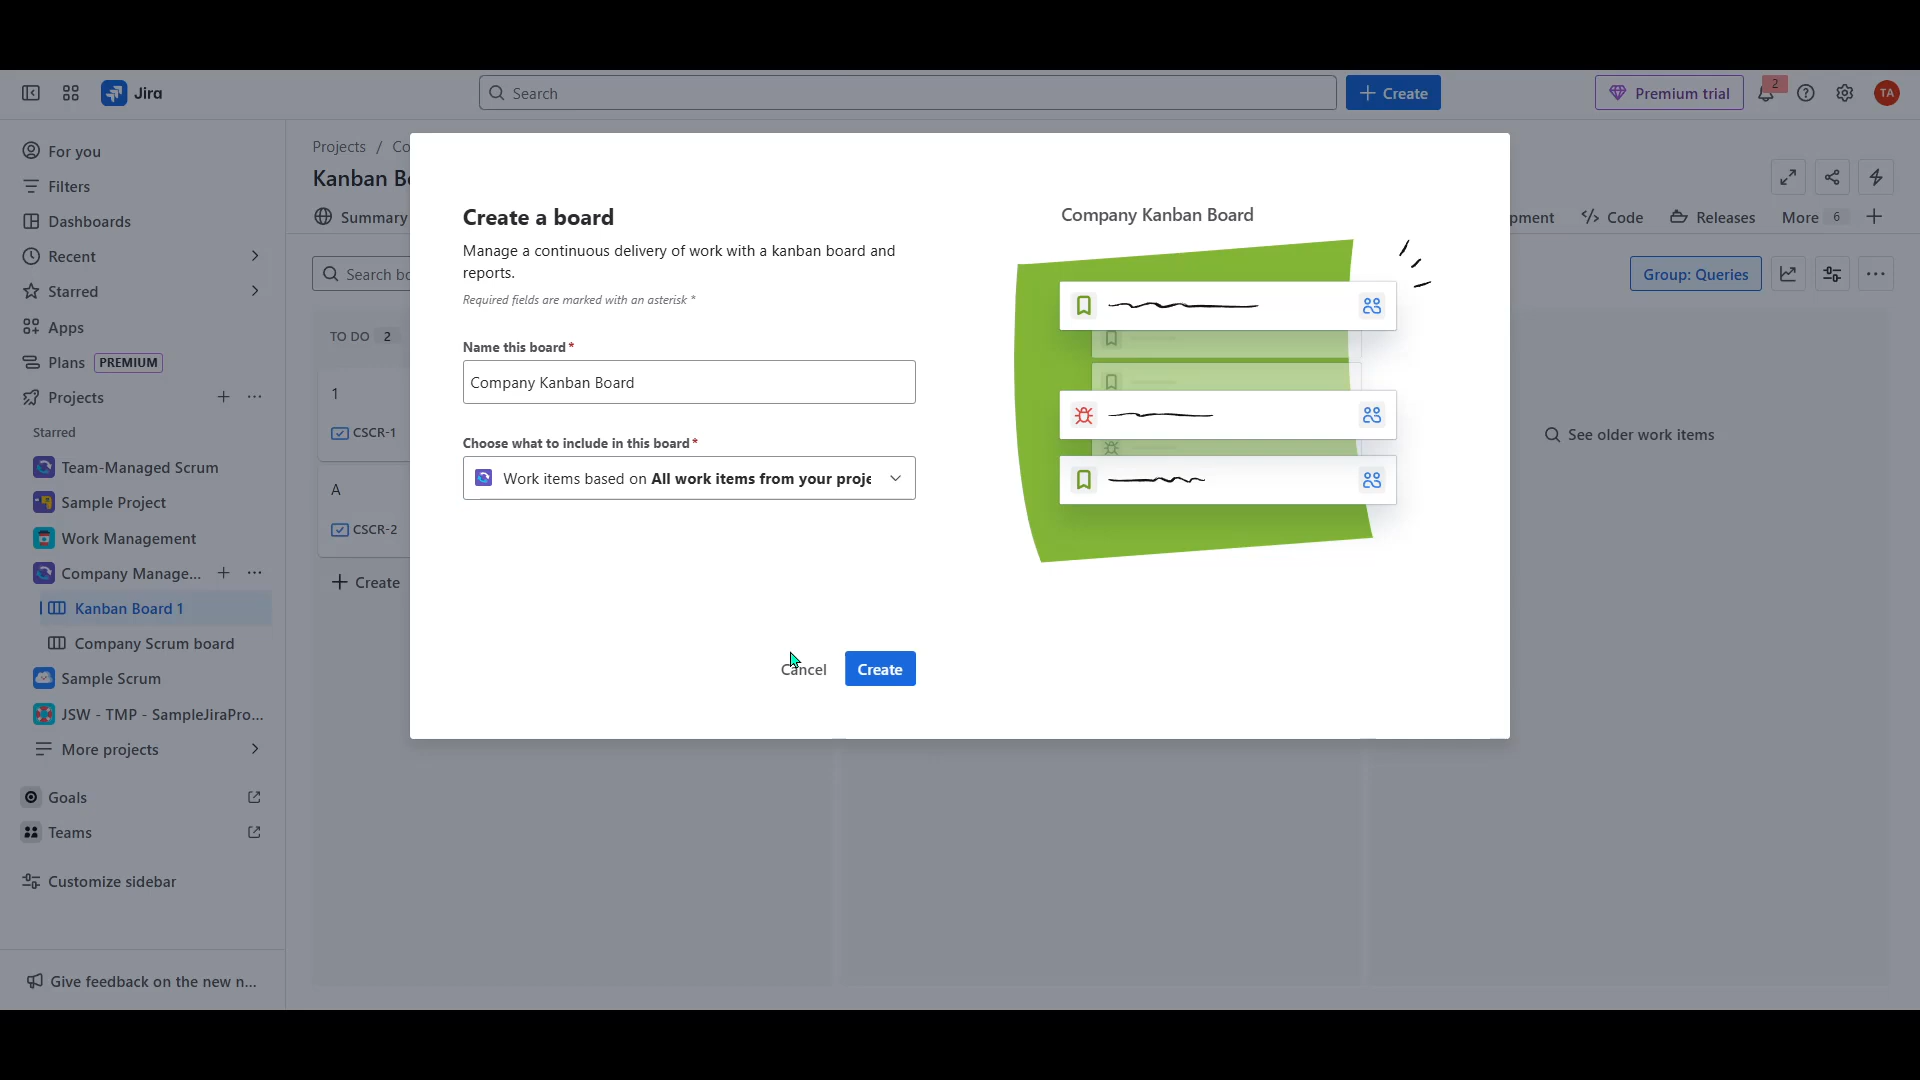 Jira
Search
Create
Premium trial
2
TA
For you
Filters
Dashboards
Recent
Starred
Apps
Plans PREMIUM
Projects
Starred
Team-Managed Scrum
Sample Project
Work Management
Company Manage...
Kanban Board 1
Company Scrum board
Sample Scrum
JSW - TMP - SampleJiraPro...
More projects
Goals
Teams
Customize sidebar
Give feedback on the new n...
Projects / Co
Kanban B
Summary
Code
Releases
More 6
Search
Group: Queries
TO DO 2
1
CSCR-1
A
CSCR-2
Create
See older work items
Create a board
Manage a continuous delivery of work with a kanban board and
reports.
Required fields are marked with an asterisk *
Name this board *
Company Kanban Board
Choose what to include in this board *
Work items based on All work items from your proje
Cancel
Create
Company Kanban Board